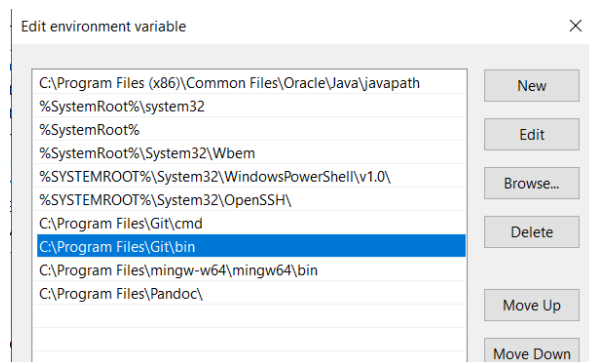 Edit environment variable
C:\Program Files (x86)\Common Files\Oracle\Java\javapath
%SystemRoot%\system32
%SystemRoot%
%SystemRoot%\System32\Wbem
%SYSTEMROOT%\System32\WindowsPowerShell\v1.0\
%SYSTEMROOT%\System32\OpenSSH\
C:\Program Files\Git\cmd
C:\Program Files\Git\bin
C:\Program Files\mingw-w64\mingw64\bin
C:\Program Files\Pandoc\
New
Edit
Browse...
Delete
Move Up
Move Down